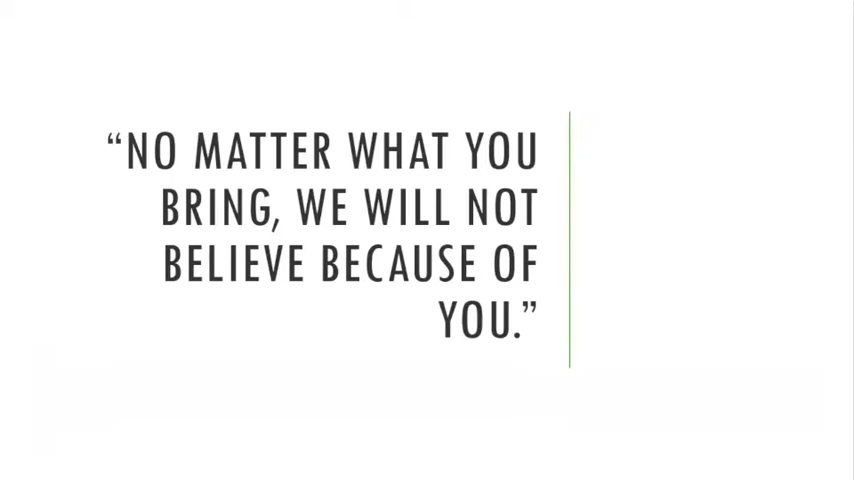 “NO MATTER WHAT YOU
BRING, WE WILL NOT
BELIEVE BECAUSE OF
YOU.”